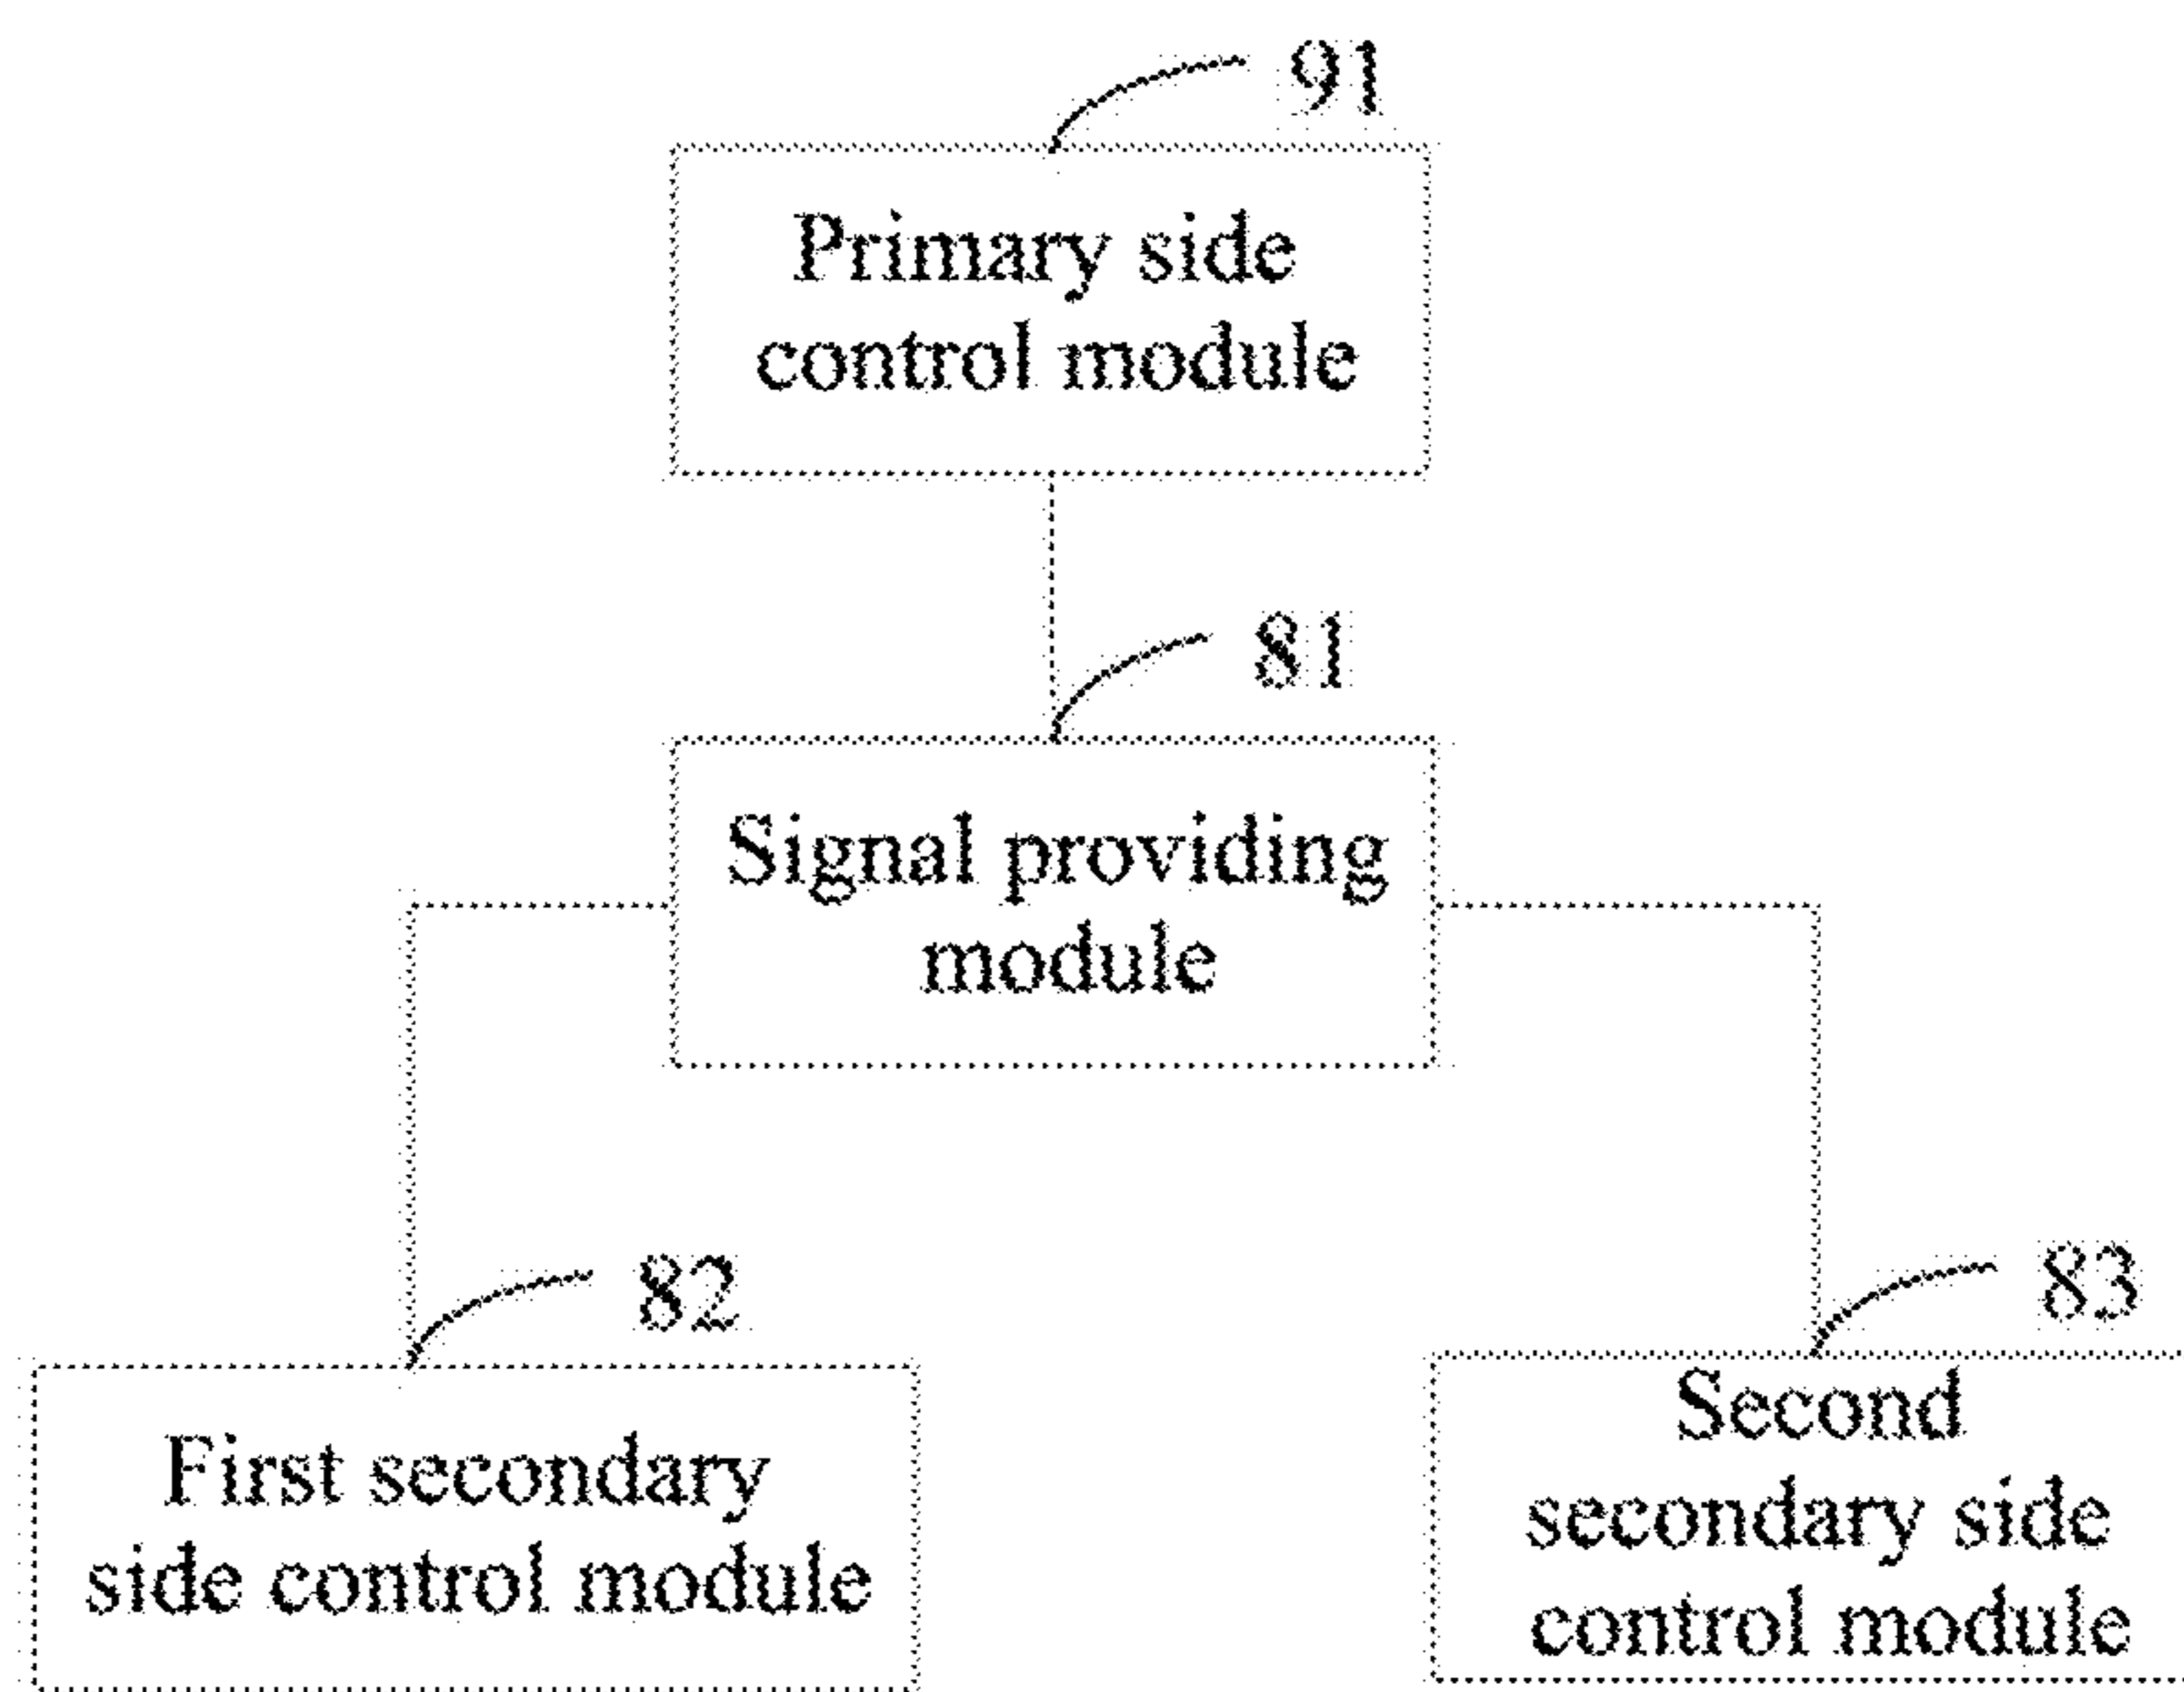 91
Primary side
control module
81
Signal providing
module
82
83
First secondary
side control module
Second
secondary side
control module